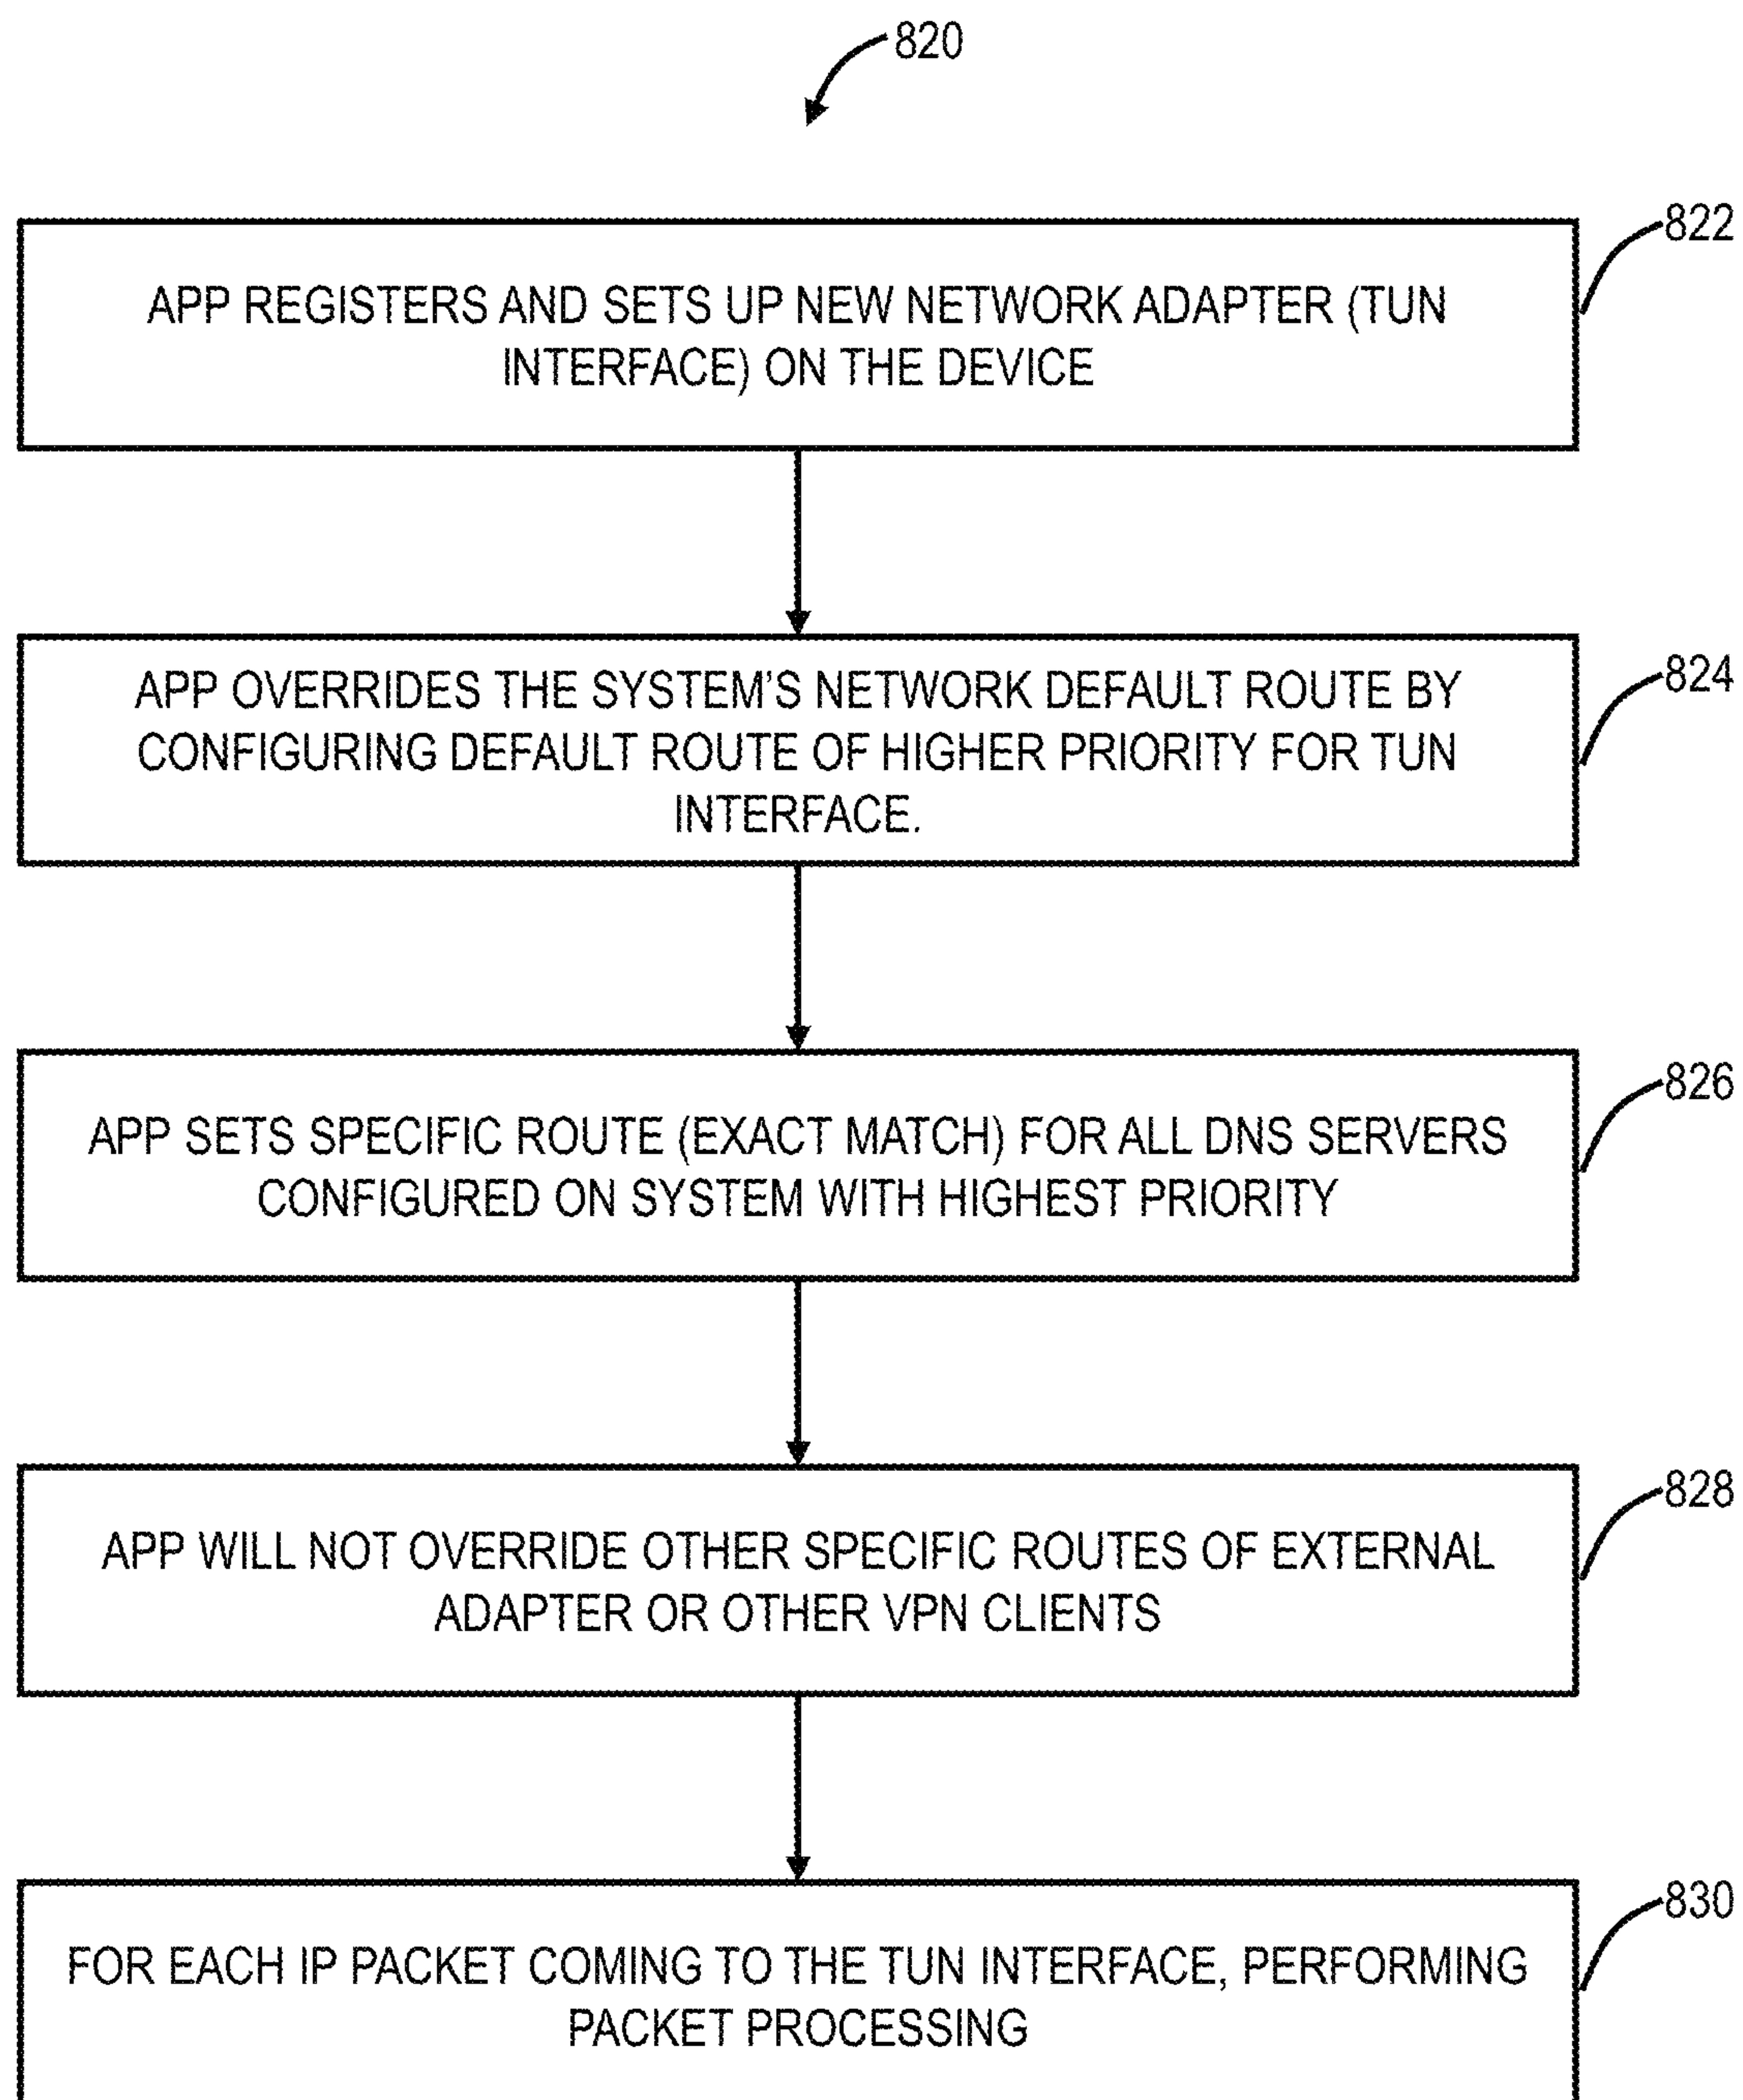 820
822
APP REGISTERS AND SETS UP NEW NETWORK ADAPTER (TUN
INTERFACE) ON THE DEVICE
824
APP OVERRIDES THE SYSTEM'S NETWORK DEFAULT ROUTE BY
CONFIGURING DEFAULT ROUTE OF HIGHER PRIORITY FOR TUN
INTERFACE.
826
APP SETS SPECIFIC ROUTE (EXACT MATCH) FOR ALL DNS SERVERS
CONFIGURED ON SYSTEM WITH HIGHEST PRIORITY
828
APP WILL NOT OVERRIDE OTHER SPECIFIC ROUTES OF EXTERNAL
ADAPTER OR OTHER VPN CLIENTS
830
FOR EACH IP PACKET COMING TO THE TUN INTERFACE, PERFORMING
PACKET PROCESSING